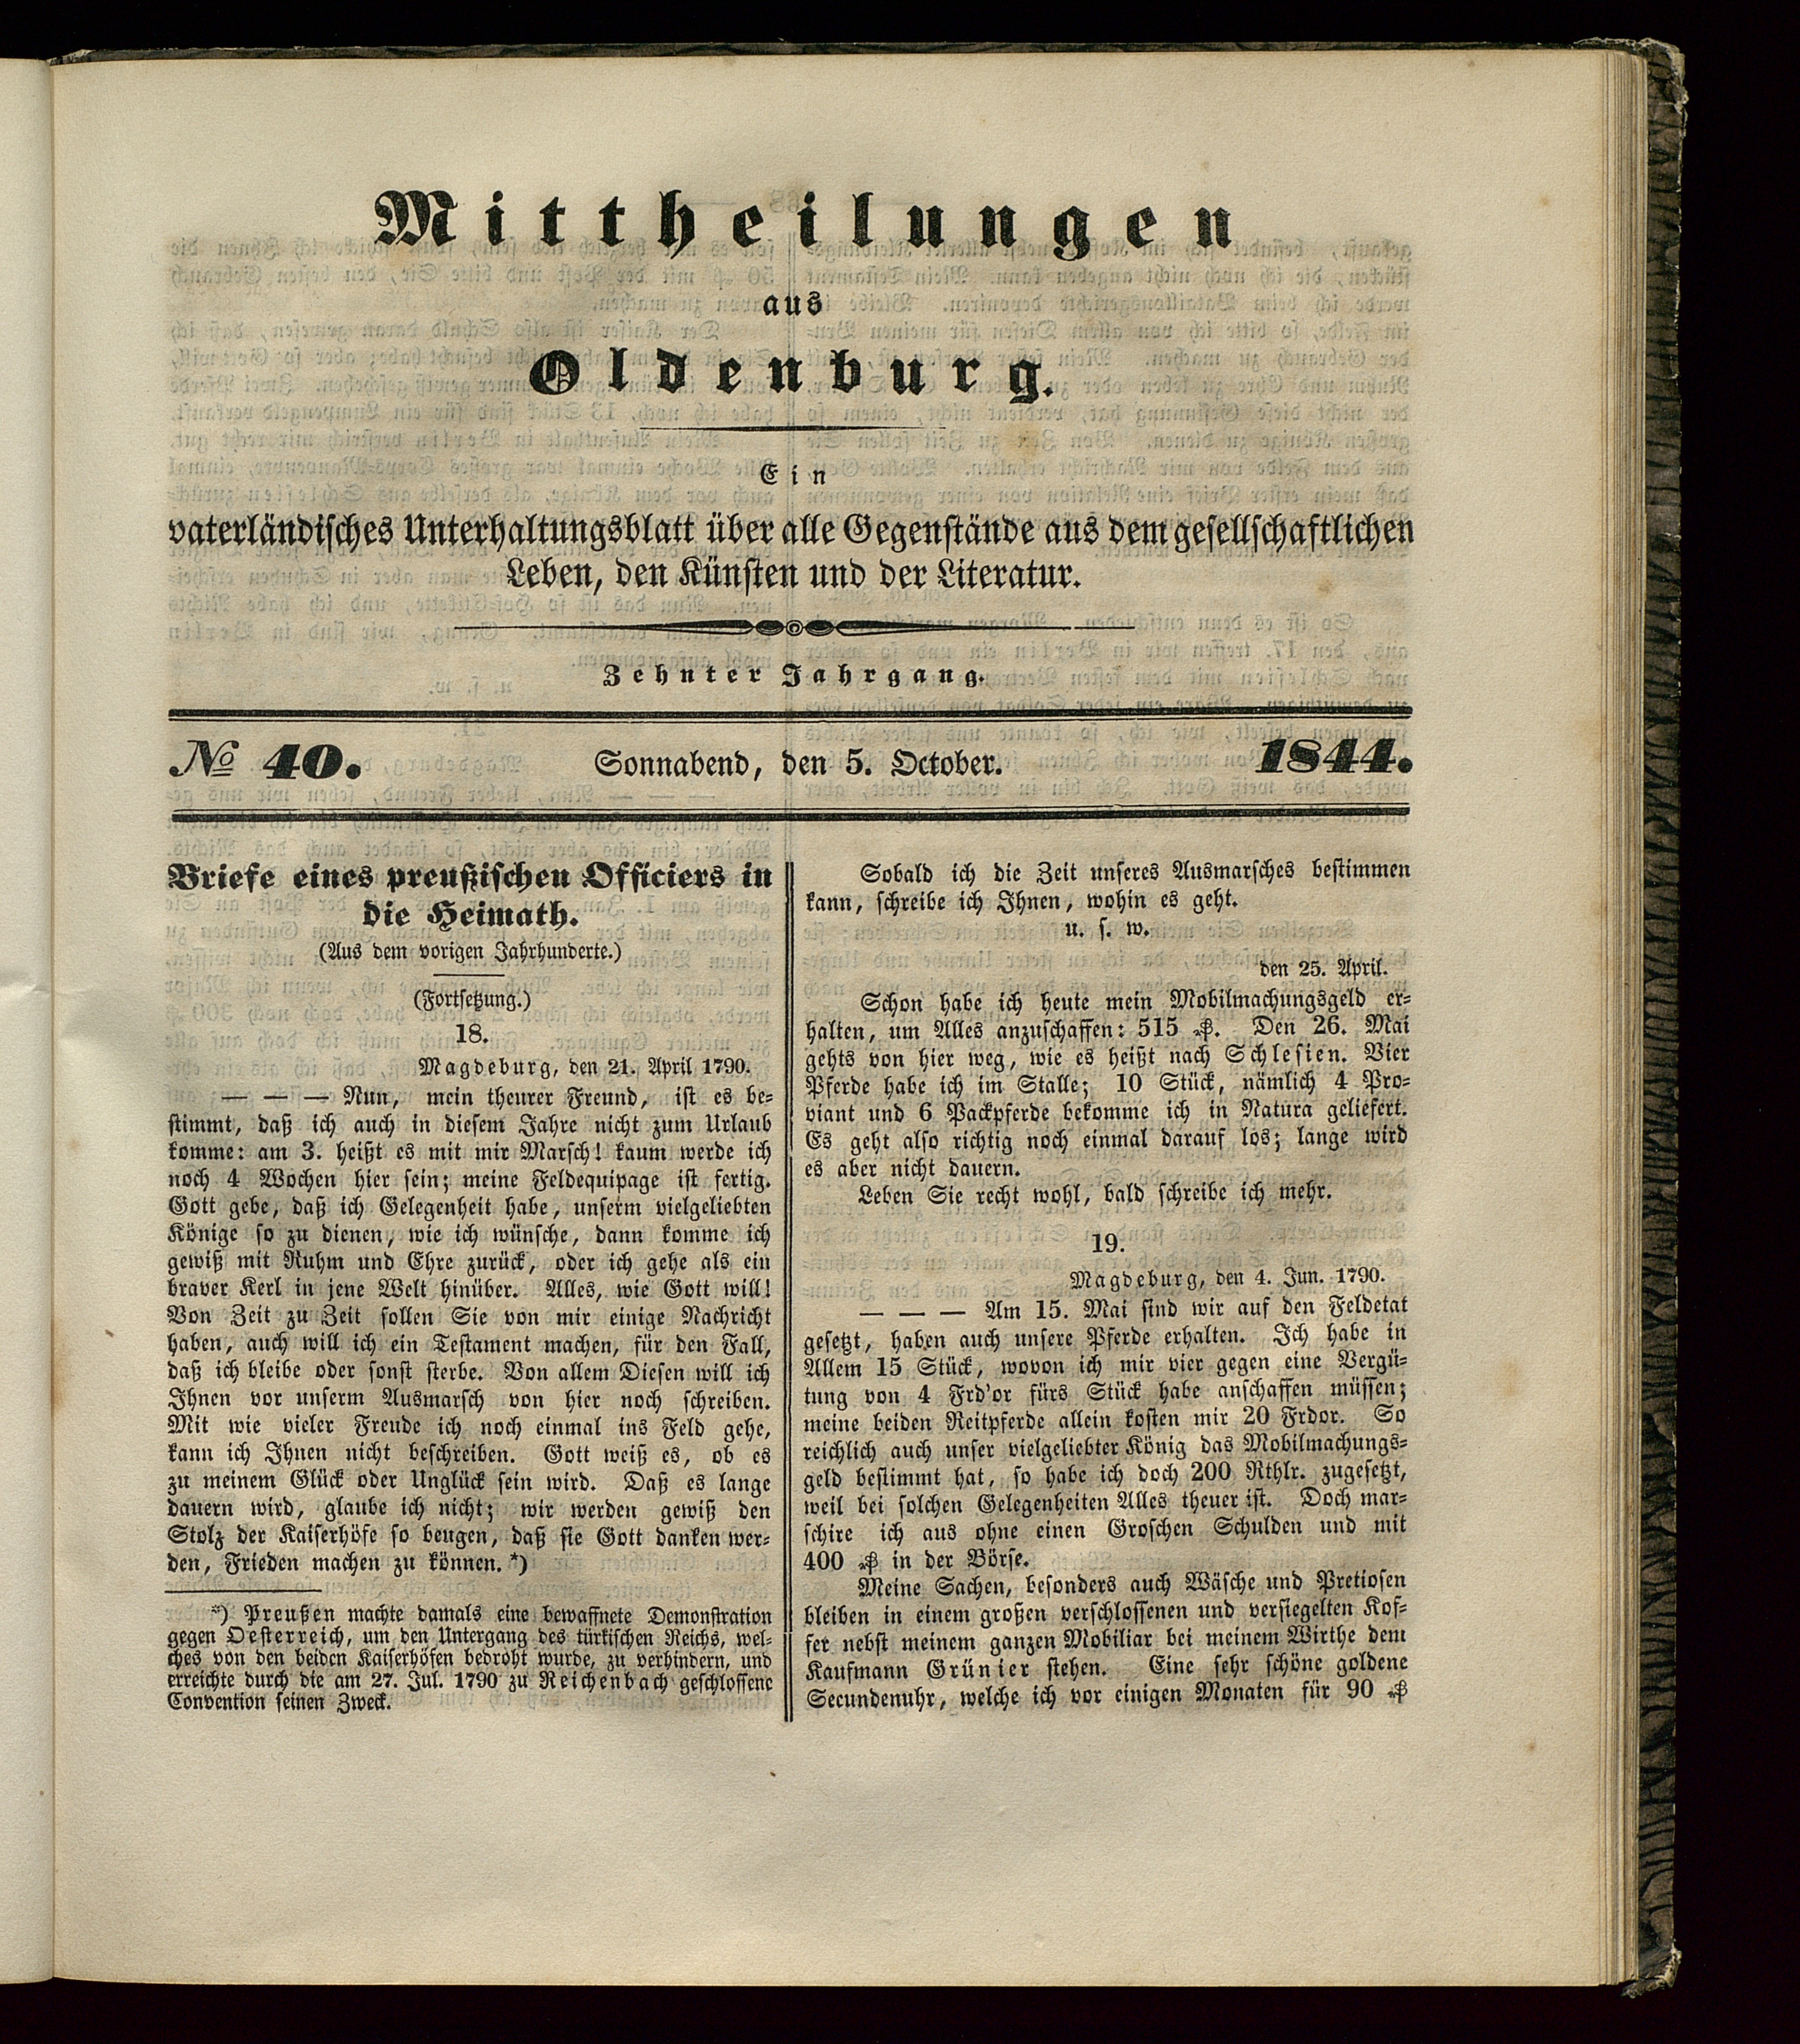 Mittheilungen
aus
Oldenburg.
Ein
vaterländisches Unterhaltungsblatt über alle Gegenstände aus dem gesellschaftlichen
Leben, den Künsten und der Literatur.
Zehnter Jahrgang.
№ 40. Sonnabend, den 5. October. 1844.
Briefe eines preußischen Officiers in
die Heimath.
(Aus dem vorigen Jahrhunderte.)
(Fortsetzung.)
18.
Magdeburg, den 21. April 1790.
— — — Nun, mein theurer Freund, ist es be-
stimmt, daß ich auch in diesem Jahre nicht zum Urlaub
komme: am 3. heißt es mit mir Marsch! kaum werde ich
noch 4 Wochen hier sein; meine Feldequipage ist fertig.
Gott gebe, daß ich Gelegenheit habe, unserm vielgeliebten
Könige so zu dienen, wie ich wünsche, dann komme ich
gewiß mit Ruhm und Ehre zurück, oder ich gehe als ein
braver Kerl in jene Welt hinüber. Alles, wie Gott will!
Von Zeit zu Zeit sollen Sie von mir einige Nachricht
haben, auch will ich ein Testament machen, für den Fall,
daß ich bleibe oder sonst sterbe. Von allem Diesen will ich
Ihnen vor unserm Ausmarsch von hier noch schreiben.
Mit wie vieler Freude ich noch einmal ins Feld gehe,
kann ich Ihnen nicht beschreiben. Gott weiß es, ob es
zu meinem Glück oder Unglück sein wird. Daß es lange
dauern wird, glaube ich nicht; wir werden gewiß den
Stolz der Kaiserhöfe so beugen, daß sie Gott danken wer-
den, Frieden machen zu können. *)
*) Preußen machte damals eine bewaffnete Demonstration
gegen Oesterreich, um den Untergang des türkischen Reichs, wel-
ches von den beiden Kaiserhöfen bedroht wurde, zu verhindern, und
erreichte durch die am 27. Jul. 1790 zu Reichenbach geschlossene
Convention seinen Zweck.
Sobald ich die Zeit unseres Ausmarsches bestimmen
kann, schreibe ich Ihnen, wohin es geht.
u. s. w.
den 25. April.
Schon habe ich heute mein Mobilmachungsgeld er-
halten, um Alles anzuschaffen: 515 ₰. Den 26. Mai
gehts von hier weg, wie es heißt nach Schlesien. Vier
Pferde habe ich im Stalle; 10 Stück, nämlich 4 Pro-
viant und 6 Packpferde bekomme ich in Natura geliefert.
Es geht also richtig noch einmal darauf los; lange wird
es aber nicht dauern.
Leben Sie recht wohl, bald schreibe ich mehr.
19.
Magdeburg, den 4. Jun. 1790.
— — — Am 15. Mai sind wir auf den Feldetat
gesetzt, haben auch unsere Pferde erhalten. Ich habe in
Allem 15 Stück, wovon ich mir vier gegen eine Vergü-
tung von 4 Frd'or fürs Stück habe anschaffen müssen;
meine beiden Reitpferde allein kosten mir 20 Frdor. So
reichlich auch unser vielgeliebter König das Mobilmachungs-
geld bestimmt hat, so habe ich doch 200 Rthlr. zugesetzt,
weil bei solchen Gelegenheiten Alles theuer ist. Doch mar-
schire ich aus ohne einen Groschen Schulden und mit
400 ₰ in der Börse.
Meine Sachen, besonders auch Wäsche und Pretiosen
bleiben in einem großen verschlossenen und versiegelten Kof-
fer nebst meinem ganzen Mobiliar bei meinem Wirthe dem
Kaufmann Grünier stehen. Eine sehr schöne goldene
Secundenuhr, welche ich vor einigen Monaten für 90 ₰